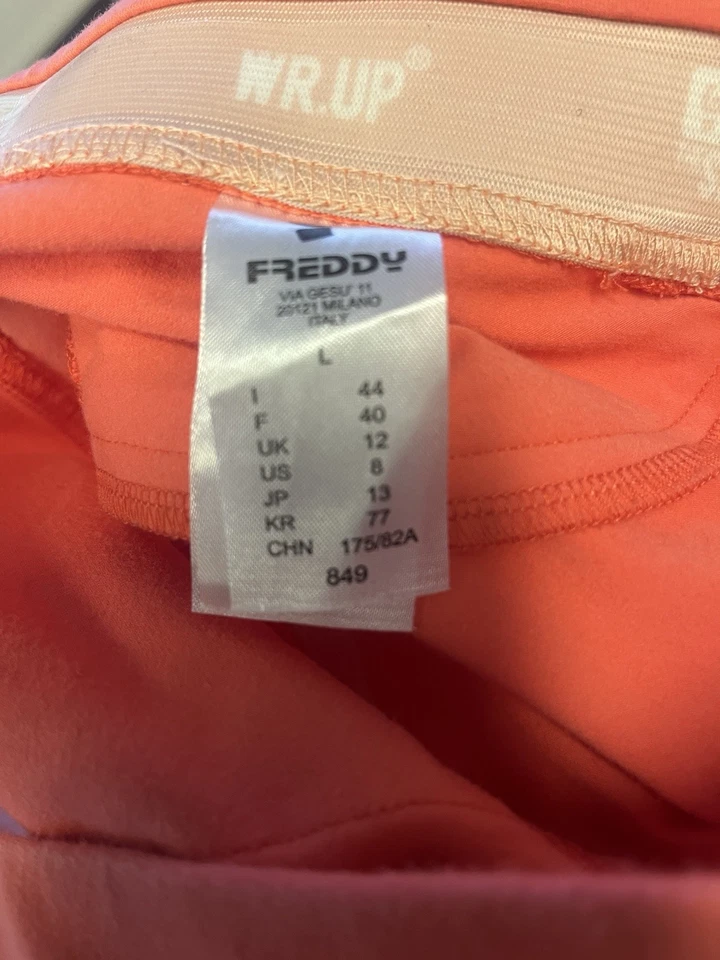 WR.UP®
FREDDY
VIA GESU' 11
20121 MILANO
ITALY
L
I 44
F 40
UK 12
US 8
JP 13
KR 77
CHN 175/82A
849